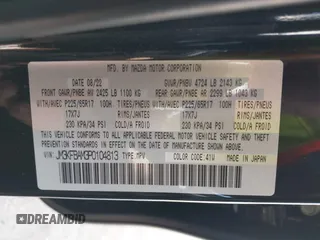 MFD. BY MAZDA MOTOR CORPORATION
08/22 GVWR/PNBV 4724 LB 2143 KG
FRONT GAWR/PNBE AV 2425 LB 1100 KG REAR GAWR/PNBE AR 2299 LB 1043 KG
WITH/AVEC P225/65R17 100H TIRES/PNEUS WITH/AVEC P225/65R17 100H TIRES/PNEU
17X7J RIMS/JANTES 17X7J RIMS/JANTES
230 KPA/34 PSI COLD/A FROID 230 KPA/34 PSI COLD/A FROID
THIS VEHICLE CONFORMS TO ALL APPLICABLE FEDERAL MOTOR
VEHICLE SAFETY AND THEFT PREVENTION STANDARDS IN EFFECT ON
THE DATE OF MANUFACTURE SHOWN ABOVE.
VIN: JM3KFBAM3P0104813 TYPE: MPV COLOR: 41W MADE IN JAPAN
DREAMBID